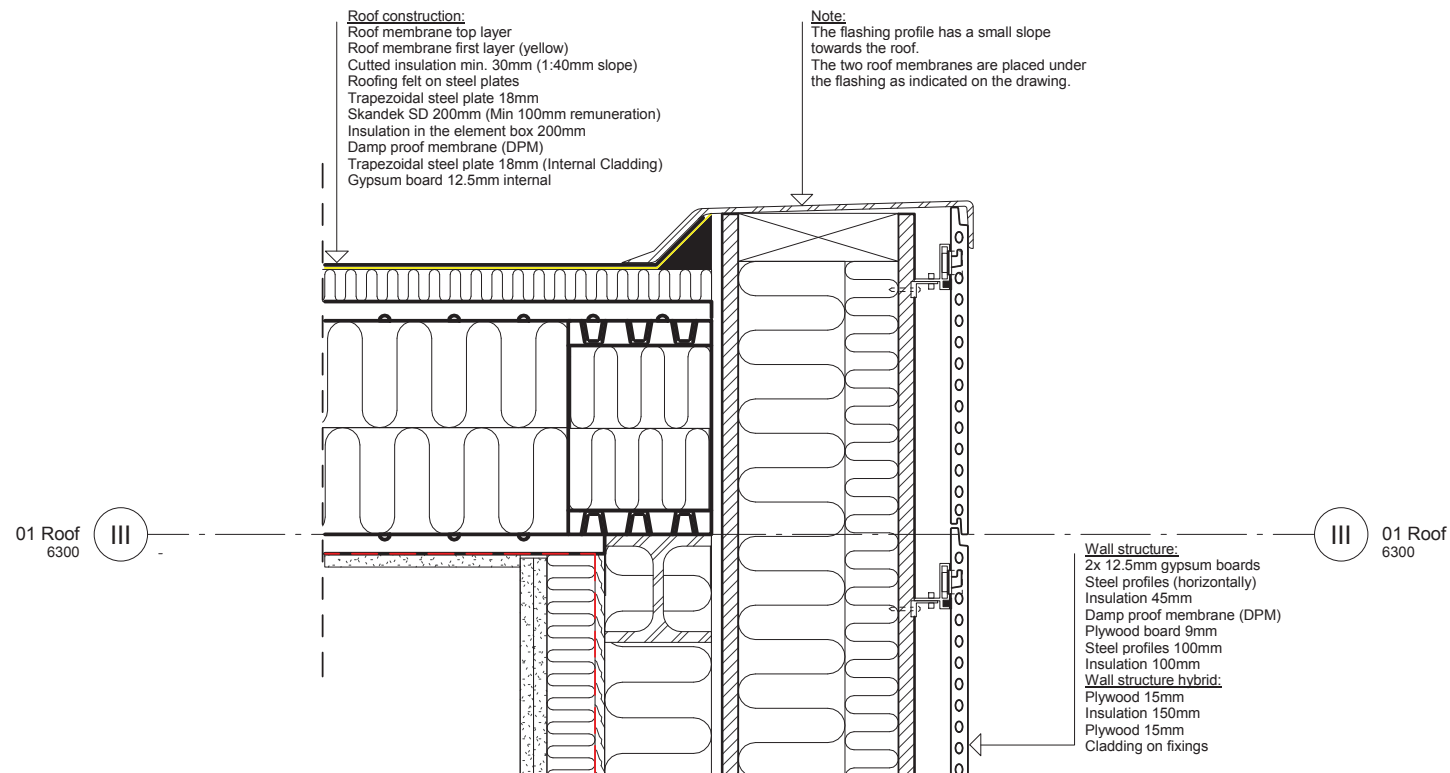 Roof construction:
Roof membrane top layer
Roof membrane first layer (yellow)
Cutted insulation min. 30mm (1:40mm slope)
Roofing felt on steel plates
Trapezoidal steel plate 18mm
Skandek SD 200mm (Min 100mm remuneration)
Insulation in the element box 200mm
Damp proof membrane (DPM)
Trapezoidal steel plate 18mm (Internal Cladding)
Gypsum board 12.5mm internal
Note:
The flashing profile has a small slope
towards the roof.
The two roof membranes are placed under
the flashing as indicated on the drawing.
01 Roof
6300
III
-
III
01 Roof
6300
Wall structure:
2x 12.5mm gypsum boards
Steel profiles (horizontally)
Insulation 45mm
Damp proof membrane (DPM)
Plywood board 9mm
Steel profiles 100mm
Insulation 100mm
Wall structure hybrid:
Plywood 15mm
Insulation 150mm
Plywood 15mm
Cladding on fixings